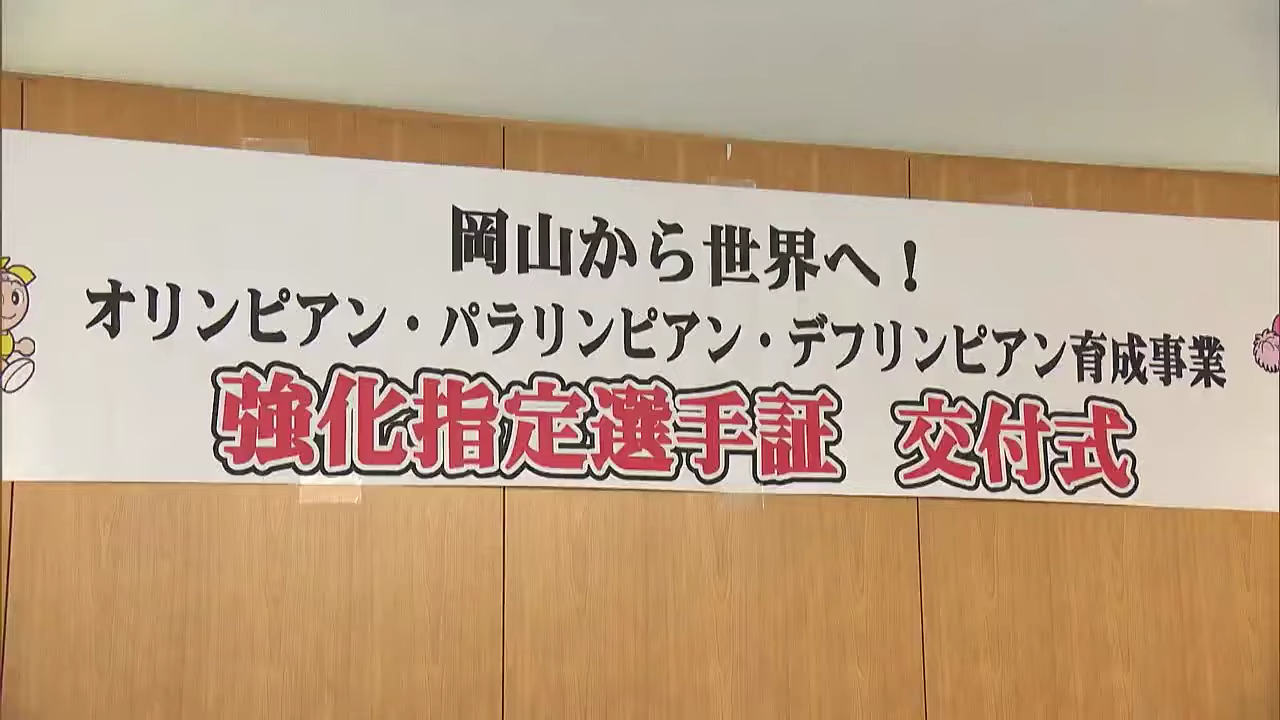 岡山から世界へ！
オリンピアン・パラリンピアン・デフリンピアン育成事業
強化指定選手証 交付式